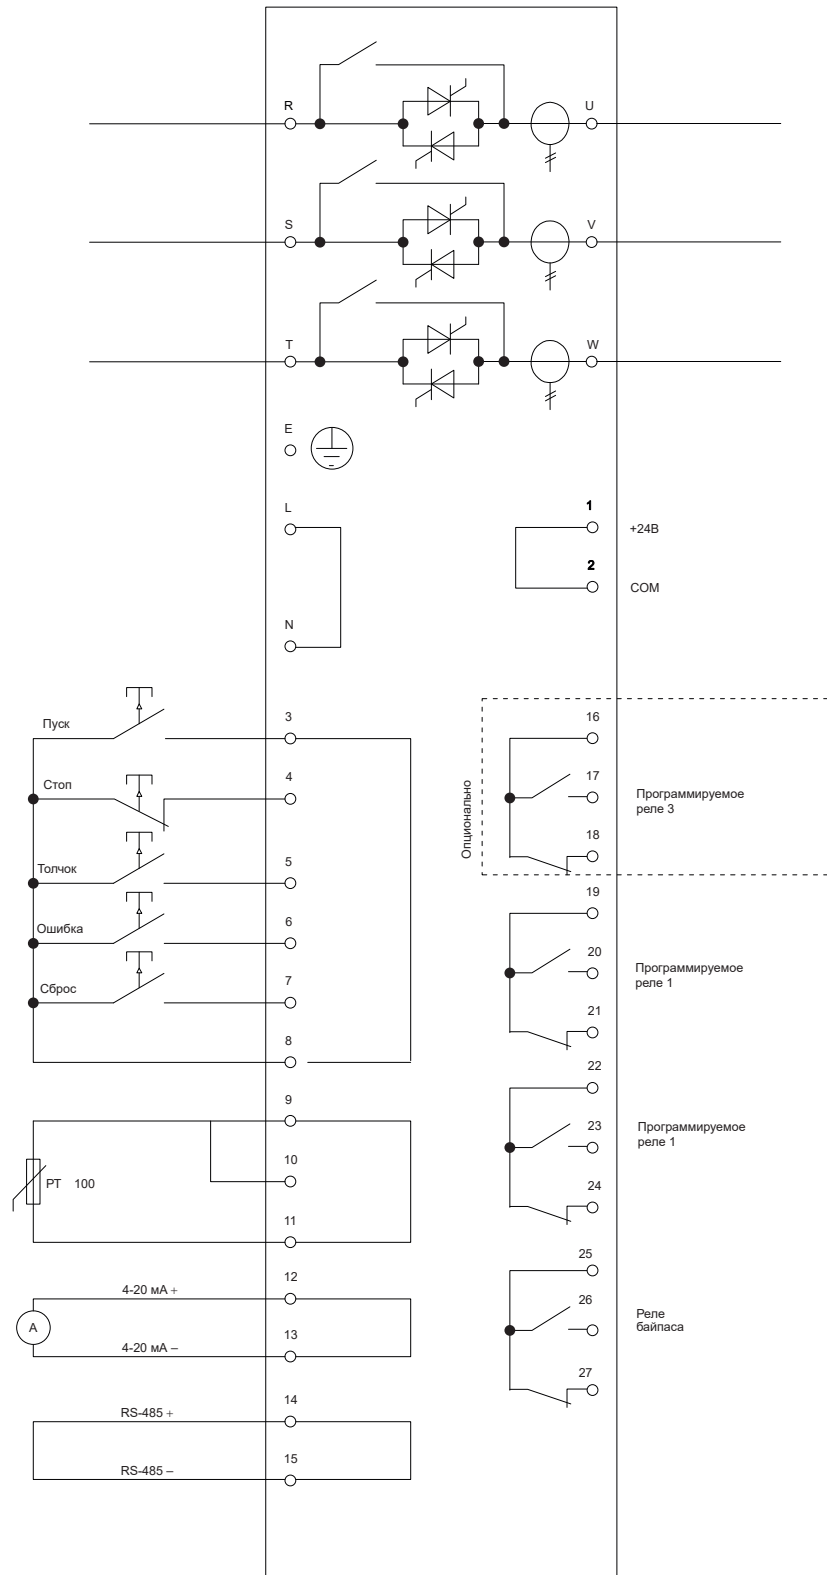 R
U
S
V
T
W
E
L
1
+24В
2
COM
N
3
Пуск
16
4
Стоп
17
Программируемое
реле 3
Опционально
18
5
Толчок
19
6
Ошибка
20
Программируемое
реле 1
7
Сброс
21
8
22
9
23
Программируемое
реле 1
10
PT 100
24
11
25
12
4-20 мА +
26
Реле
байпаса
A
13
4-20 мА –
27
14
RS-485 +
15
RS-485 –